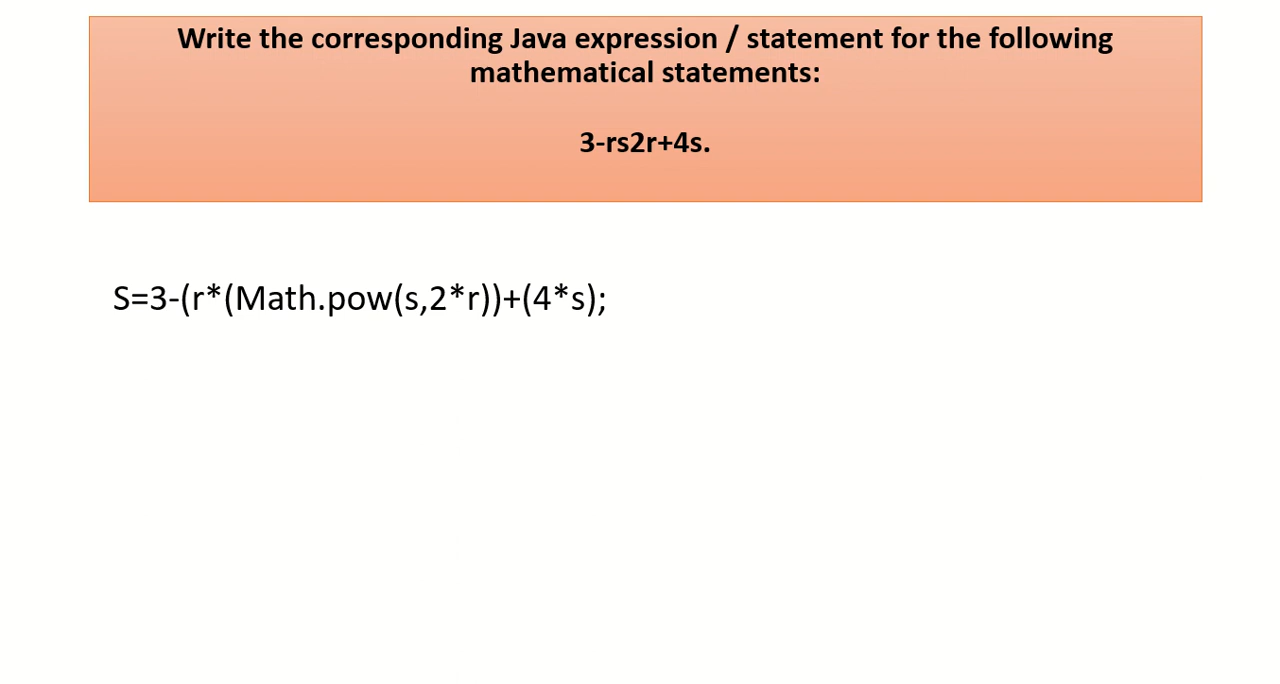 Write the corresponding Java expression / statement for the following
mathematical statements:
3-rs2r+4s.
S=3-(r*(Math.pow(s,2*r))+(4*s);